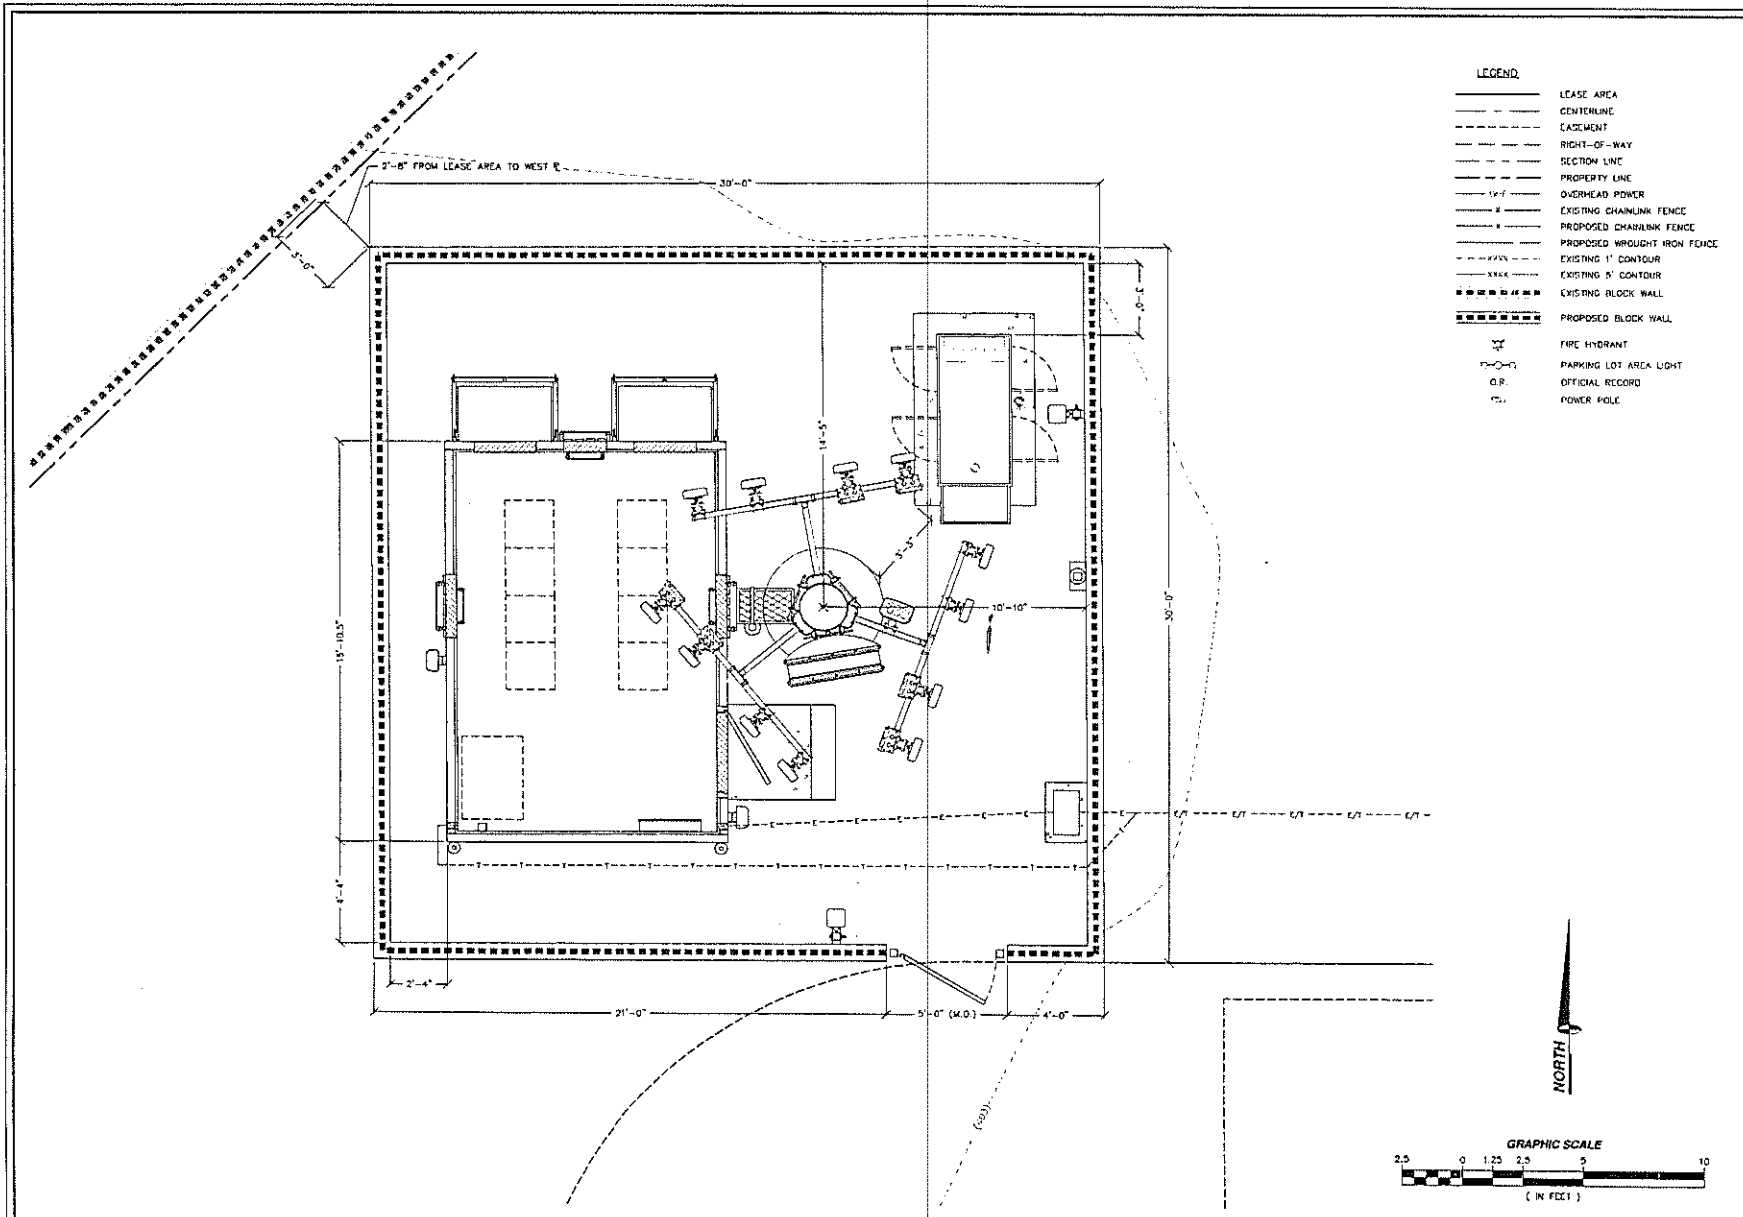 LEGEND
LEASE AREA
CENTERLINE
EASEMENT
RIGHT-OF-WAY
SECTION LINE
PROPERTY LINE
OVERHEAD POWER
x EXISTING CHAINLINK FENCE
x PROPOSED CHAINLINK FENCE
PROPOSED WROUGHT IRON FENCE
XXXX EXISTING 1' CONTOUR
XXXX EXISTING 5' CONTOUR
EXISTING BLOCK WALL
PROPOSED BLOCK WALL
FIRE HYDRANT
PARKING LOT AREA LIGHT
O.R. OFFICIAL RECORD
POWER POLE
FROM LEASE AREA TO WEST
30'-0"
3'-0"
3'-0"
14'-5"
3'-5"
10'-10"
30'-0"
15'-10.5"
E E E E E E E E/T E/T E/T E/T
T T T T T T T T T T T T T T
4'-4"
2'-4"
21'-0" 5'-0" (M.O.) 4'-0"
NORTH
GRAPHIC SCALE
2.5 0 1.25 2.5 5 10
( IN FEET )